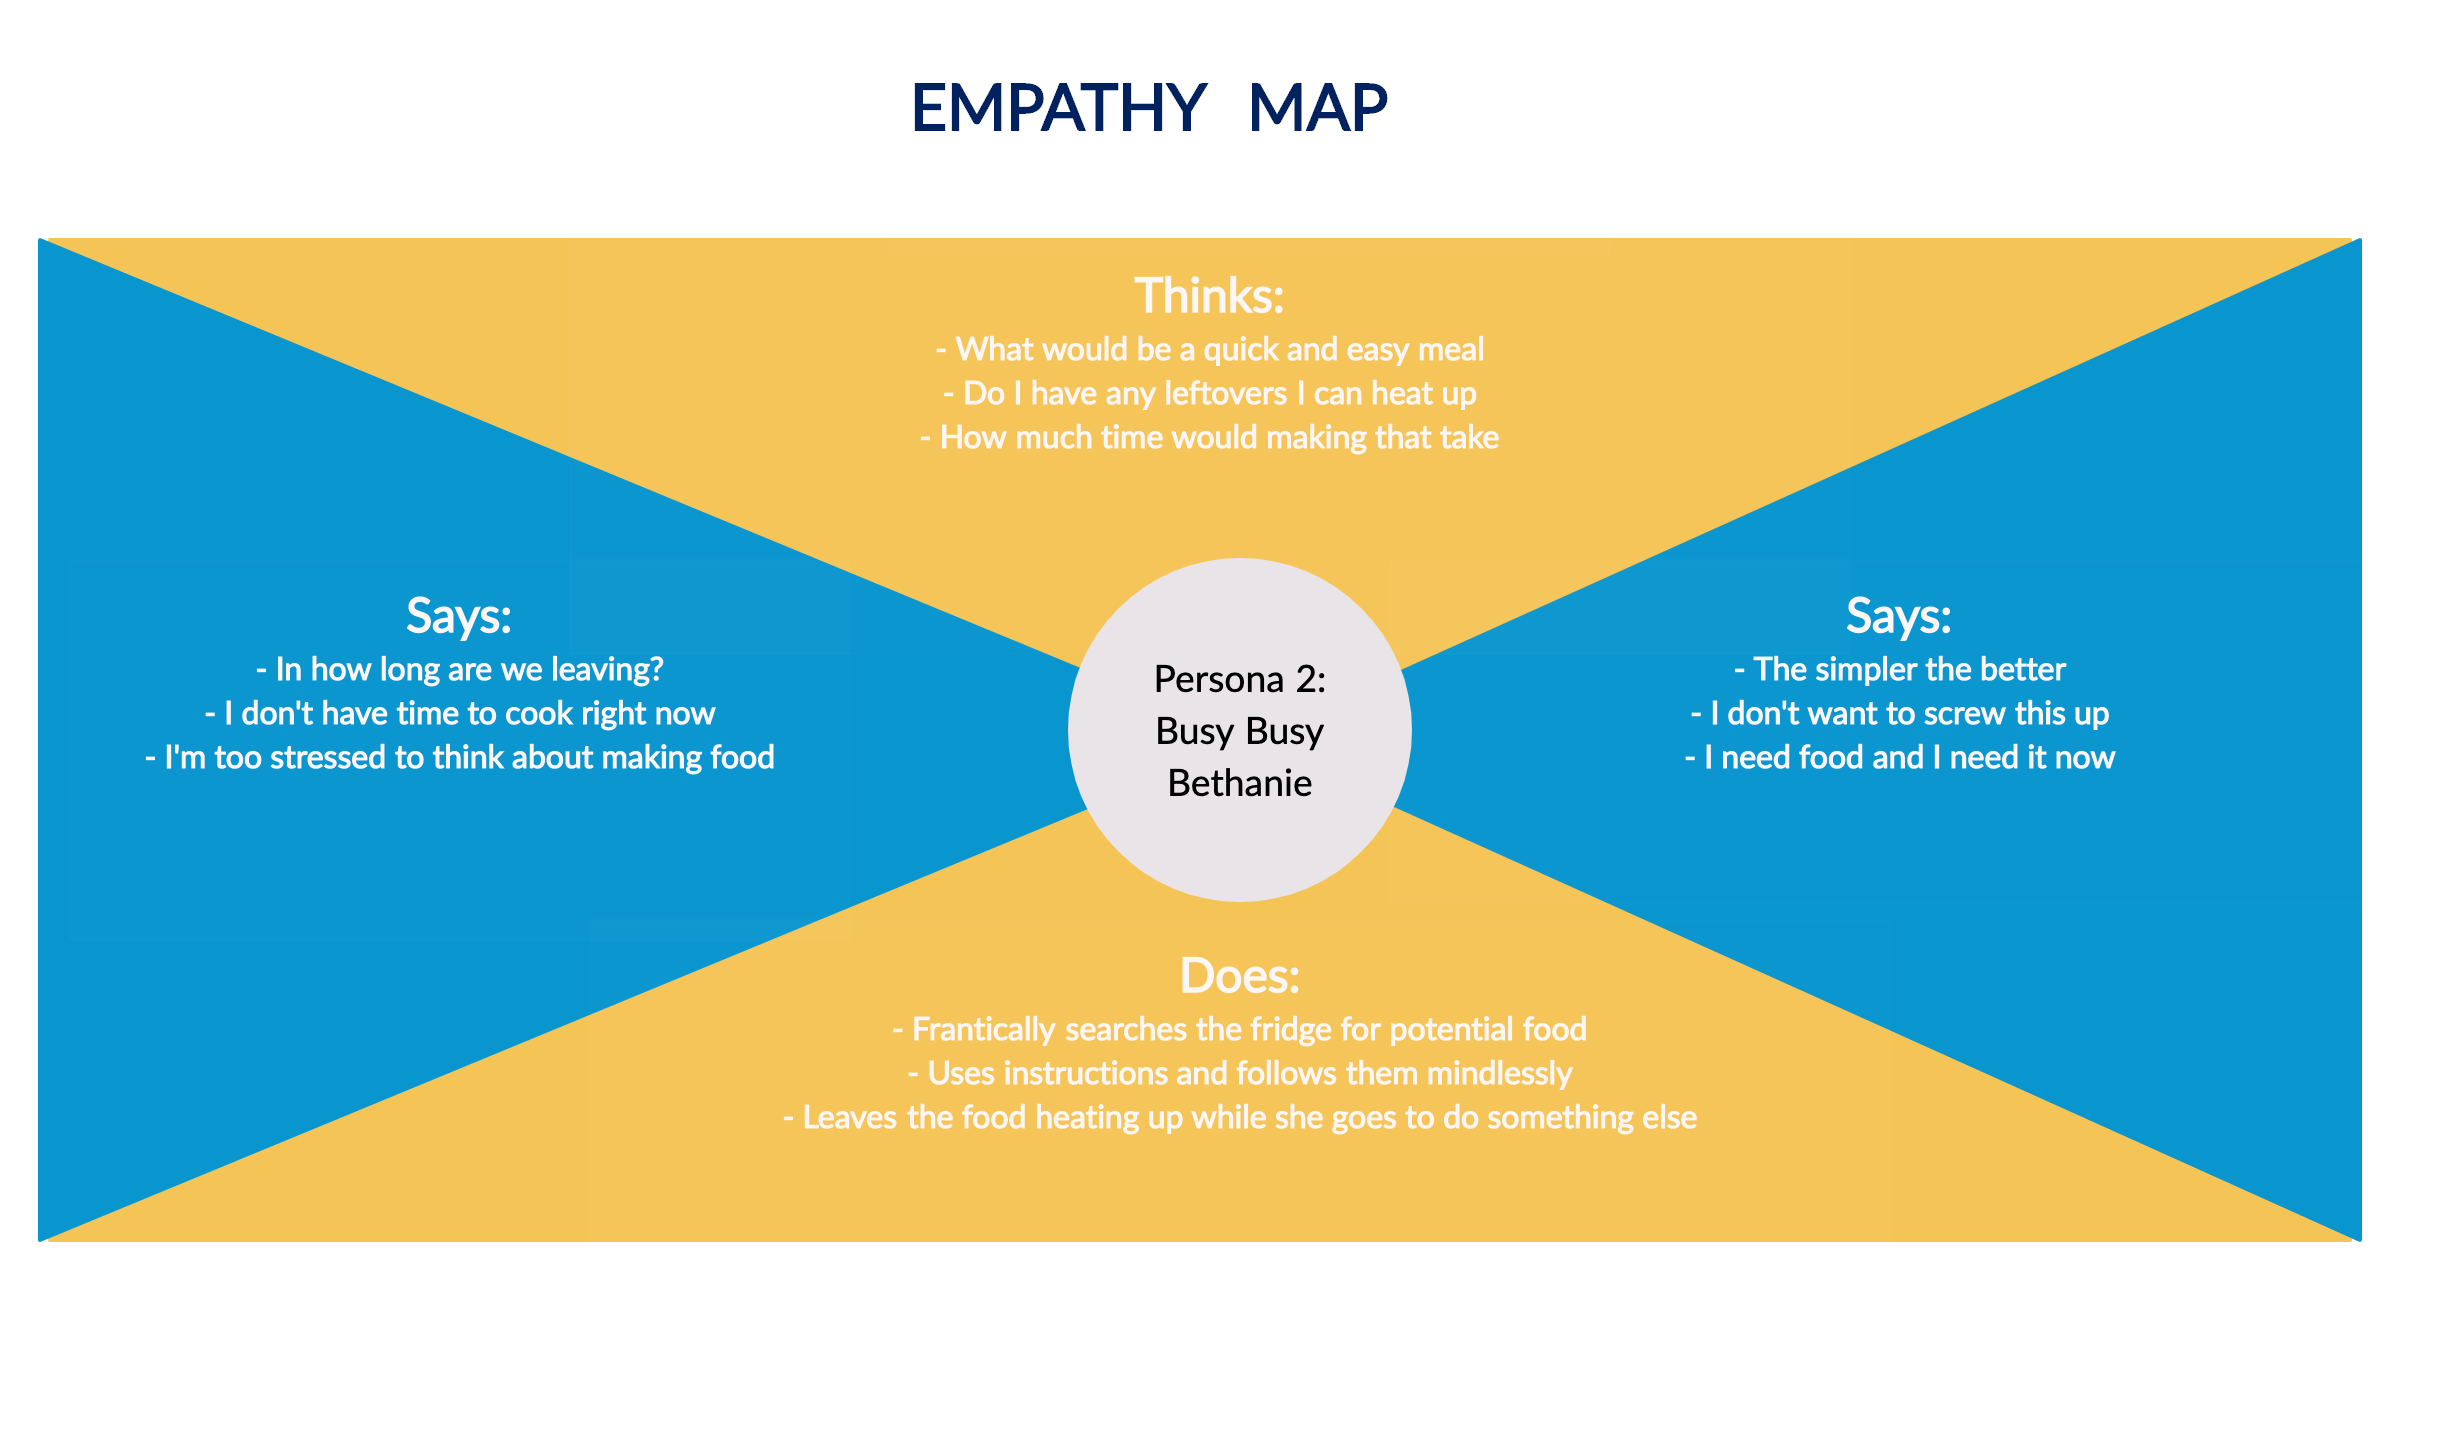 EMPATHY MAP
Thinks:
- What would be a quick and easy meal
- Do I have any leftovers I can heat up
- How much time would making that take
Says:
- In how long are we leaving?
- I don't have time to cook right now
- I'm too stressed to think about making food
Persona 2:
Busy Busy
Bethanie
Says:
- The simpler the better
- I don't want to screw this up
- I need food and I need it now
Does:
- Frantically searches the fridge for potential food
- Uses instructions and follows them mindlessly
- Leaves the food heating up while she goes to do something else